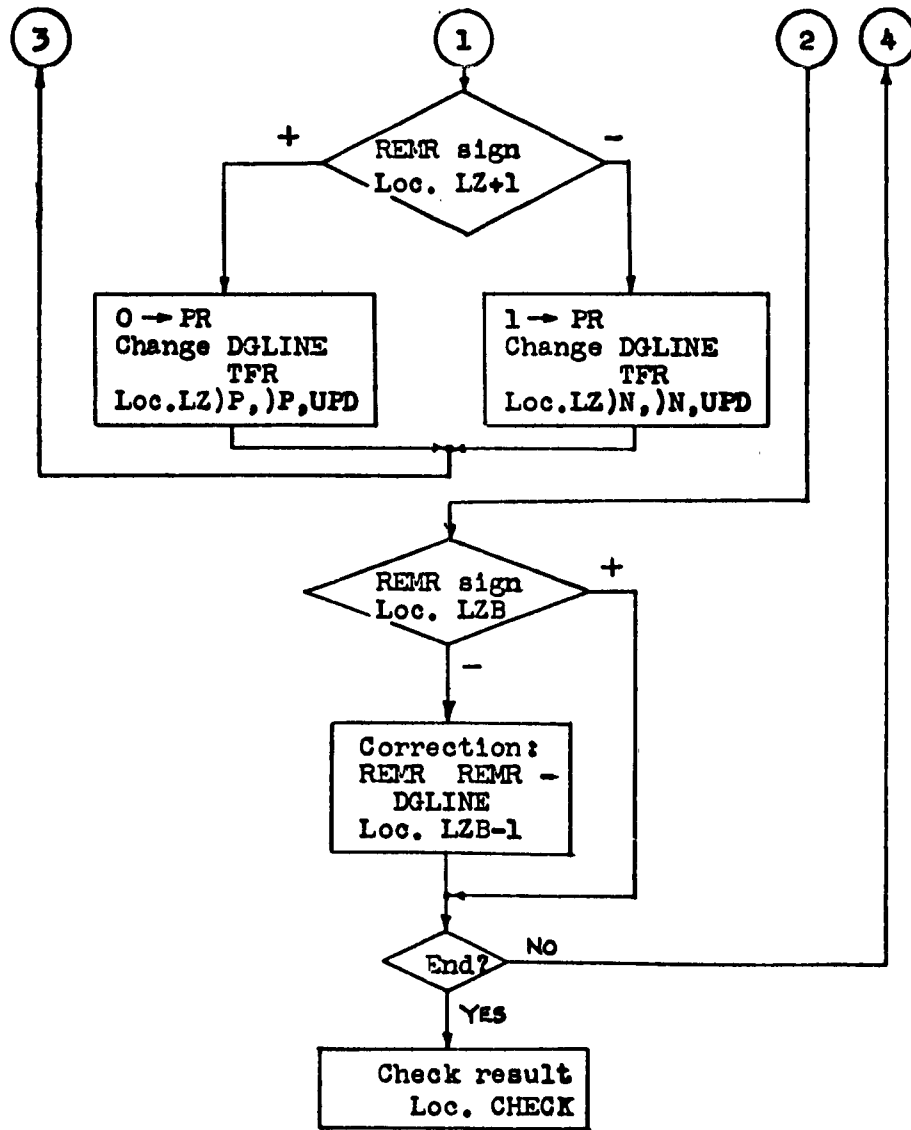 3
1
2
4
+
-
REMR sign
Loc. LZ+1
0 → PR
Change DGLINE
TFR
Loc.LZ)P,)P,UPD
1 → PR
Change DGLINE
TFR
Loc.LZ)N,)N,UPD
REMR sign
Loc. LZB
+
-
Correction:
REMR REMR -
DGLINE
Loc. LZB-1
End?
NO
YES
Check result
Loc. CHECK